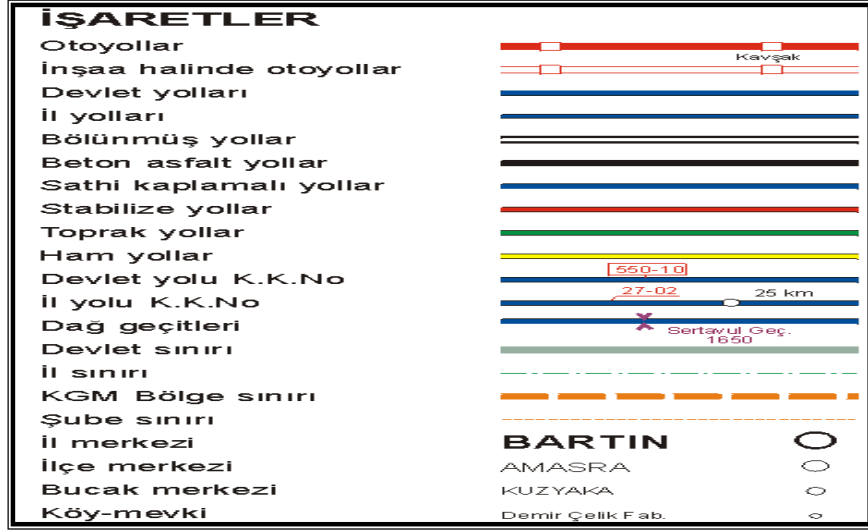 İŞARETLER
Otoyollar
Kavşak
İnşaa halinde otoyollar
Devlet yolları
İl yolları
Bölünmüş yollar
Beton asfalt yollar
Sathi kaplamalı yollar
Stabilize yollar
Toprak yollar
Ham yollar
Devlet yolu K.K.No 550-10
İl yolu K.K.No 27-02 25 km
Dağ geçitleri Sertavul Geç.
1650
Devlet sınırı
İl sınırı
KGM Bölge sınırı
Şube sınırı
İl merkezi BARTIN
İlçe merkezi AMASRA
Bucak merkezi KUZYAKA
Köy-mevki Demir Çelik Fab.